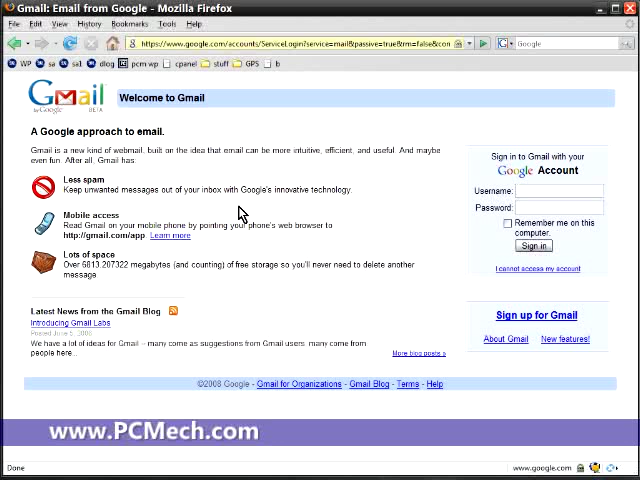 Gmail: Email from Google - Mozilla Firefox
File Edit View History Bookmarks Tools Help
https://www.google.com/accounts/ServiceLogin?service=mail&passive=true&rm=false&con
Google
WP sa sa1 dlog pcm wp cpanel stuff GPS b
Gmail
by Google BETA
Welcome to Gmail
A Google approach to email.
Gmail is a new kind of webmail, built on the idea that email can be more intuitive, efficient, and useful. And maybe
even fun. After all, Gmail has:
Less spam
Keep unwanted messages out of your inbox with Google's innovative technology.
Mobile access
Read Gmail on your mobile phone by pointing your phone's web browser to
http://gmail.com/app. Learn more
Lots of space
Over 6813.207322 megabytes (and counting) of free storage so you'll never need to delete another
message.
Latest News from the Gmail Blog
Introducing Gmail Labs
Posted June 5, 2008
We have a lot of ideas for Gmail -- many come as suggestions from Gmail users, many come from
people here...
More blog posts »
Sign in to Gmail with your
Google Account
Username:
Password:
Remember me on this
computer.
Sign in
I cannot access my account
Sign up for Gmail
About Gmail New features!
©2008 Google - Gmail for Organizations - Gmail Blog - Terms - Help
www.PCMech.com
Done
www.google.com